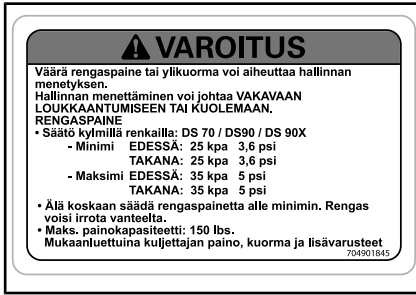 VAROITUS
Väärä rengaspaine tai ylikuorma voi aiheuttaa hallinnan
menetyksen.
Hallinnan menettäminen voi johtaa VAKAVAAN
LOUKKAANTUMISEEN TAI KUOLEMAAN.
RENGASPAINE
• Säätö kylmillä renkailla: DS 70 / DS90 / DS 90X
- Minimi EDESSÄ: 25 kpa 3,6 psi
TAKANA: 25 kpa 3,6 psi
- Maksimi EDESSÄ: 35 kpa 5 psi
TAKANA: 35 kpa 5 psi
• Älä koskaan säädä rengaspainetta alle minimin. Rengas
voisi irrota vanteelta.
• Maks. painokapasiteetti: 150 lbs.
Mukaanluettuina kuljettajan paino, kuorma ja lisävarusteet
704901845